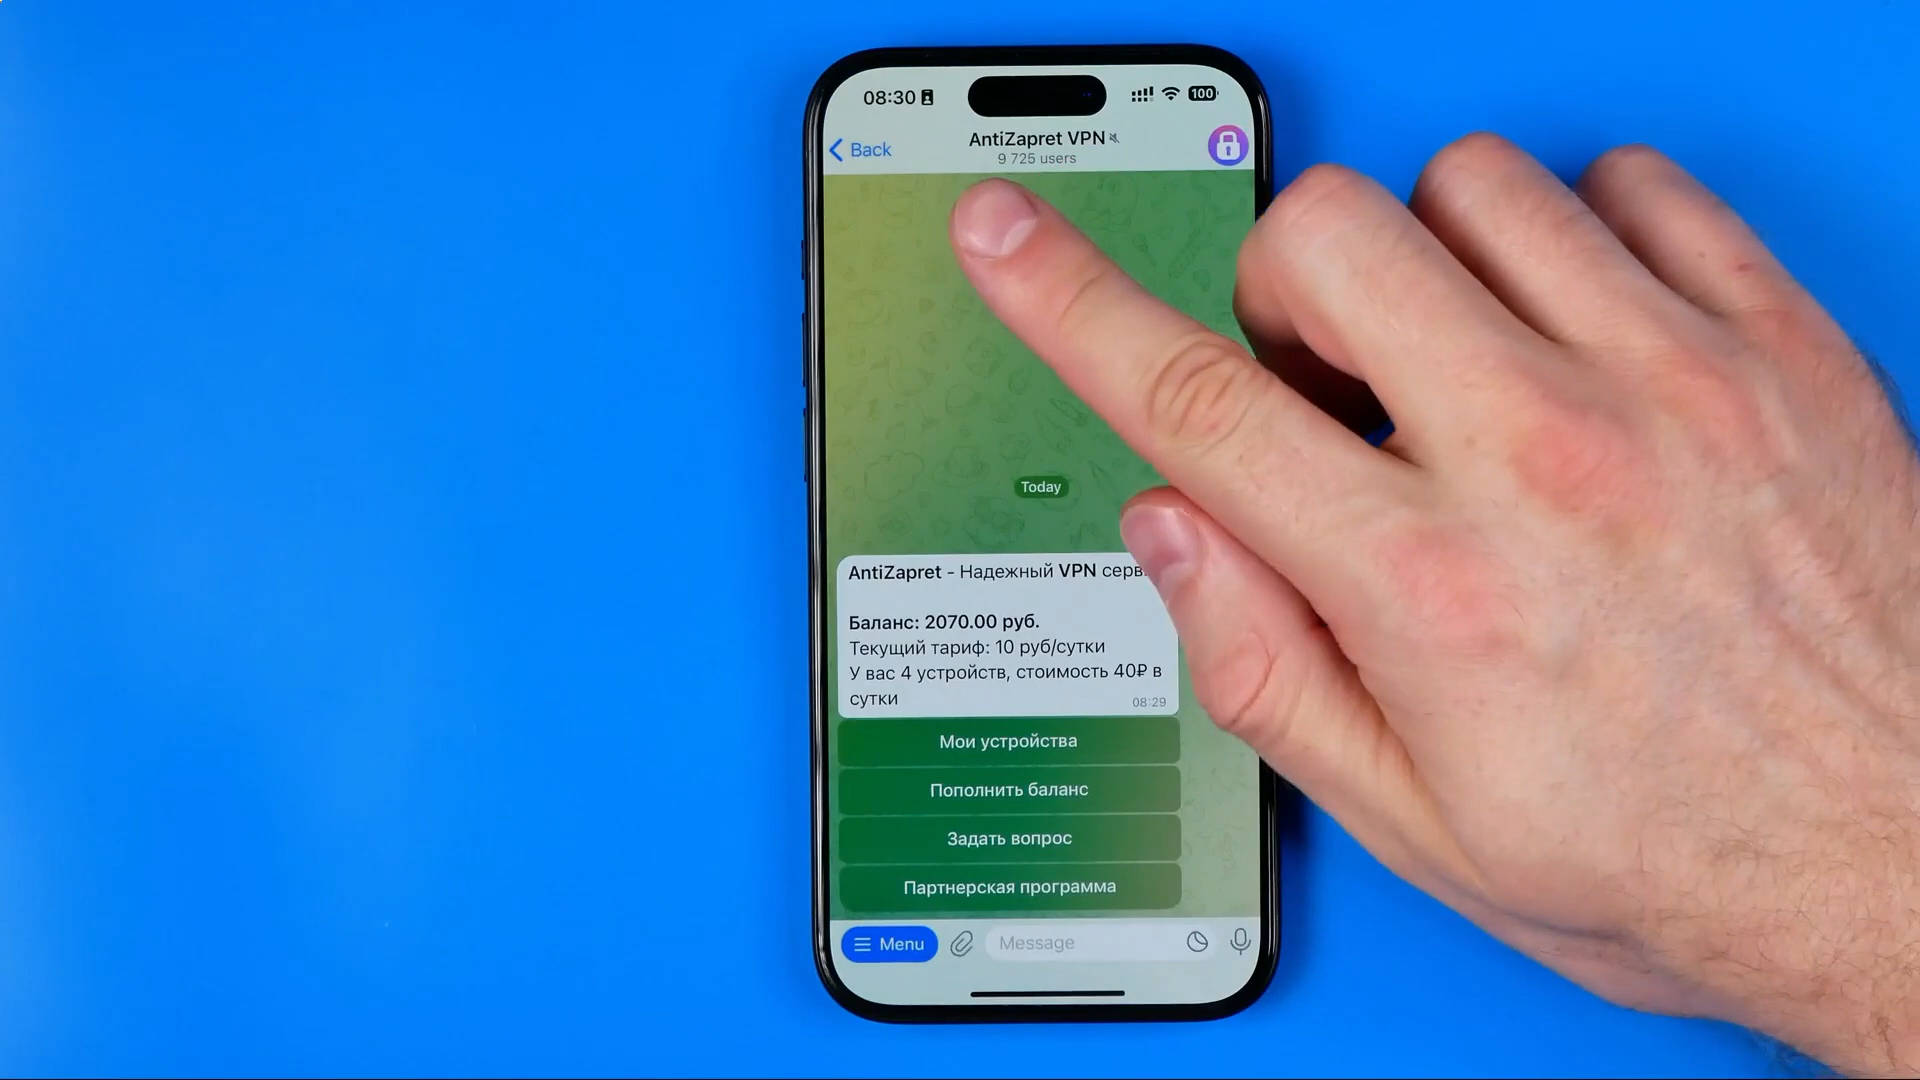 08:30
100
Back
AntiZapret VPN
9 725 users
Today
AntiZapret - Надежный VPN
Баланс: 2070.00 руб.
Текущий тариф: 10 руб/сутки
У вас 4 устройств, стоимость 40₽ в
сутки
08:29
Мои устройства
Пополнить баланс
Задать вопрос
Партнерская программа
Menu
Message